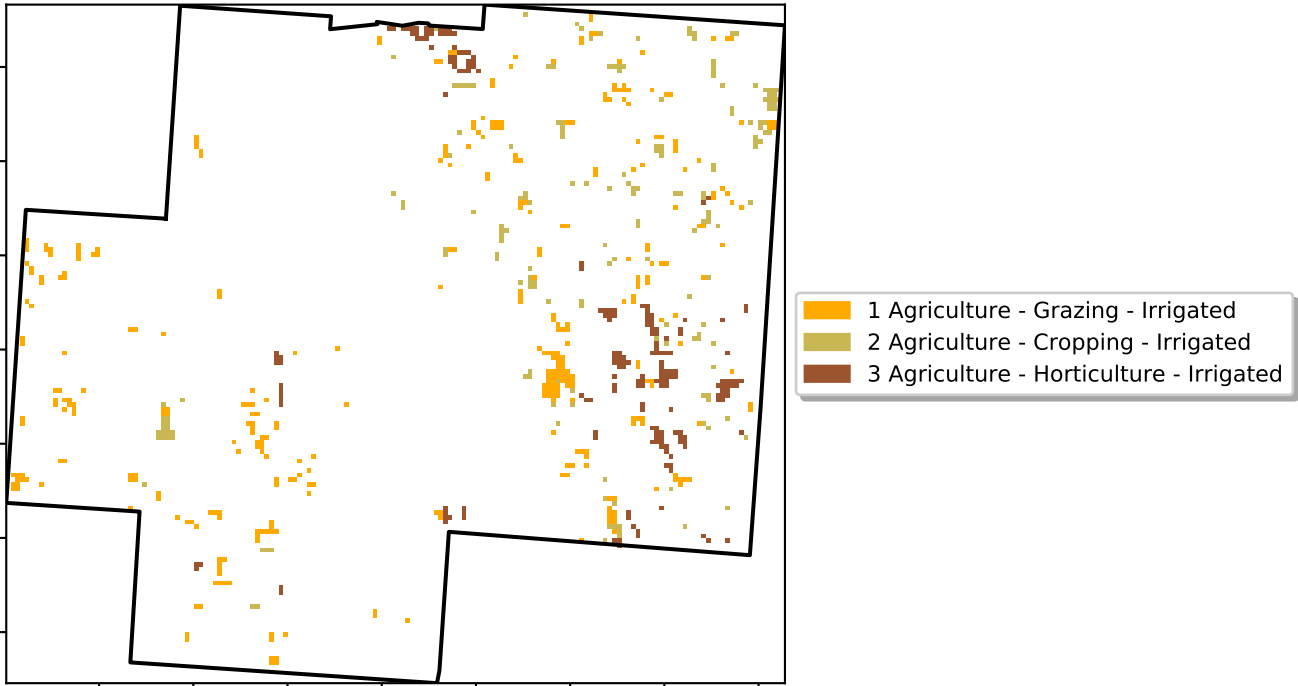 1 Agriculture - Grazing - Irrigated
2 Agriculture - Cropping - Irrigated
3 Agriculture - Horticulture - Irrigated